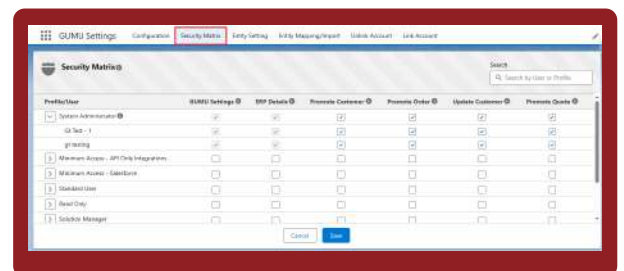 GUMU Settings Configuration Security Matrix Entity Setting Entity Mapping/Import Unlink Account Link Account
Security Matrix
Search
Search by User or Profile
Profile/User GUMU Settings ERP Details Promote Customer Promote Order Update Customer Promote Quote
System Administrator
Gt Test - 1
gt testing
Minimum Access - API Only Integrations
Minimum Access - Salesforce
Standard User
Read Only
Solution Manager
Cancel Save